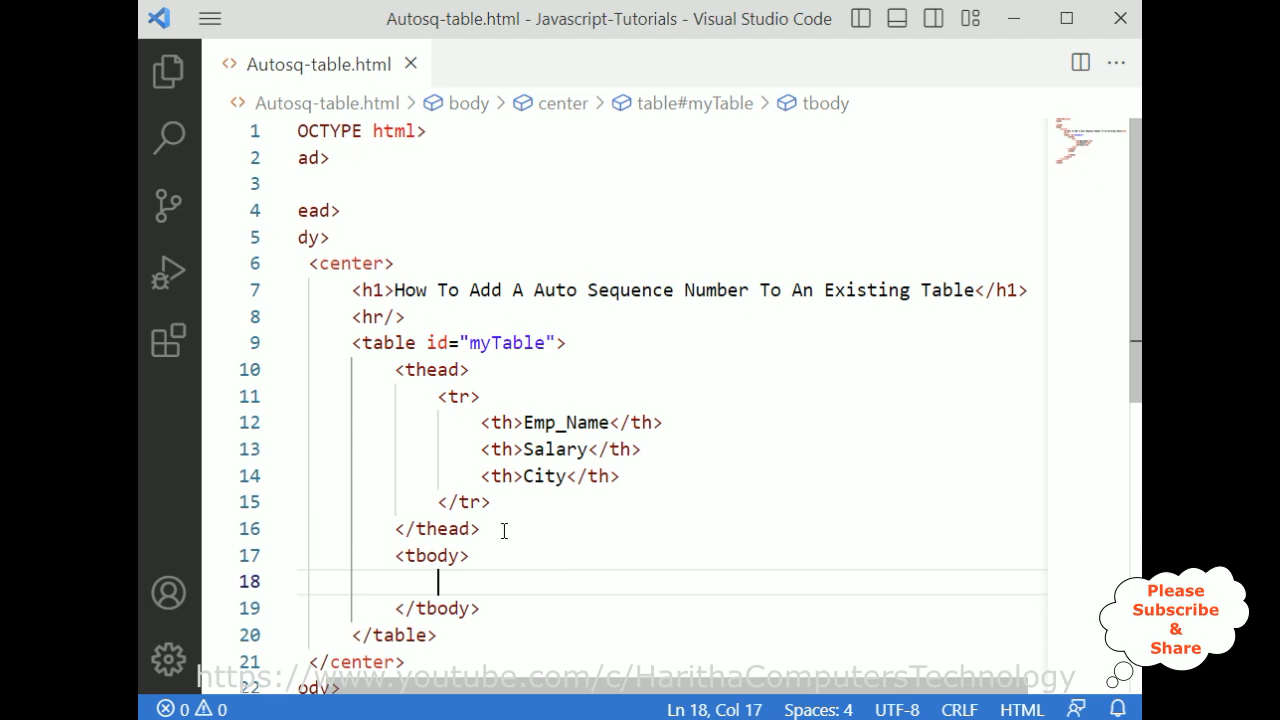 Autosq-table.html - Javascript-Tutorials - Visual Studio Code
Autosq-table.html
Autosq-table.html > body > center > table#myTable > tbody
1 OCTYPE html>
2 ad>
3
4 ead>
5 dy>
6 <center>
7 <h1>How To Add A Auto Sequence Number To An Existing Table</h1>
8 <hr/>
9 <table id="myTable">
10 <thead>
11 <tr>
12 <th>Emp_Name</th>
13 <th>Salary</th>
14 <th>City</th>
15 </tr>
16 </thead>
17 <tbody>
18
19 </tbody>
20 </table>
21 </center>
22 ody>
Please
Subscribe
&
Share
https://www.youtube.com/c/HarithaComputersTechnology
0 0 Ln 18, Col 17 Spaces: 4 UTF-8 CRLF HTML